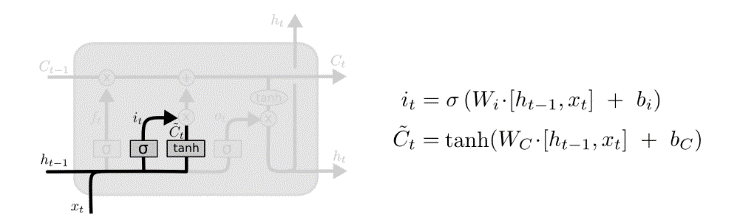 h_t
C_{t-1}
C_t
x
+
tanh
f_t
i_t
C̃_t
o_t
x
x
σ
σ
tanh
σ
h_{t-1}
h_t
x_t
i_t = σ (W_i·[h_{t-1}, x_t] + b_i)
C̃_t = tanh(W_C·[h_{t-1}, x_t] + b_C)